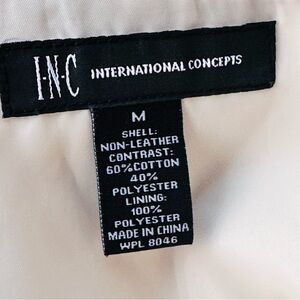 I·N·C INTERNATIONAL CONCEPTS
M
SHELL:
NON-LEATHER
CONTRAST:
60%COTTON
40%
POLYESTER
LINING:
100%
POLYESTER
MADE IN CHINA
WPL 8046